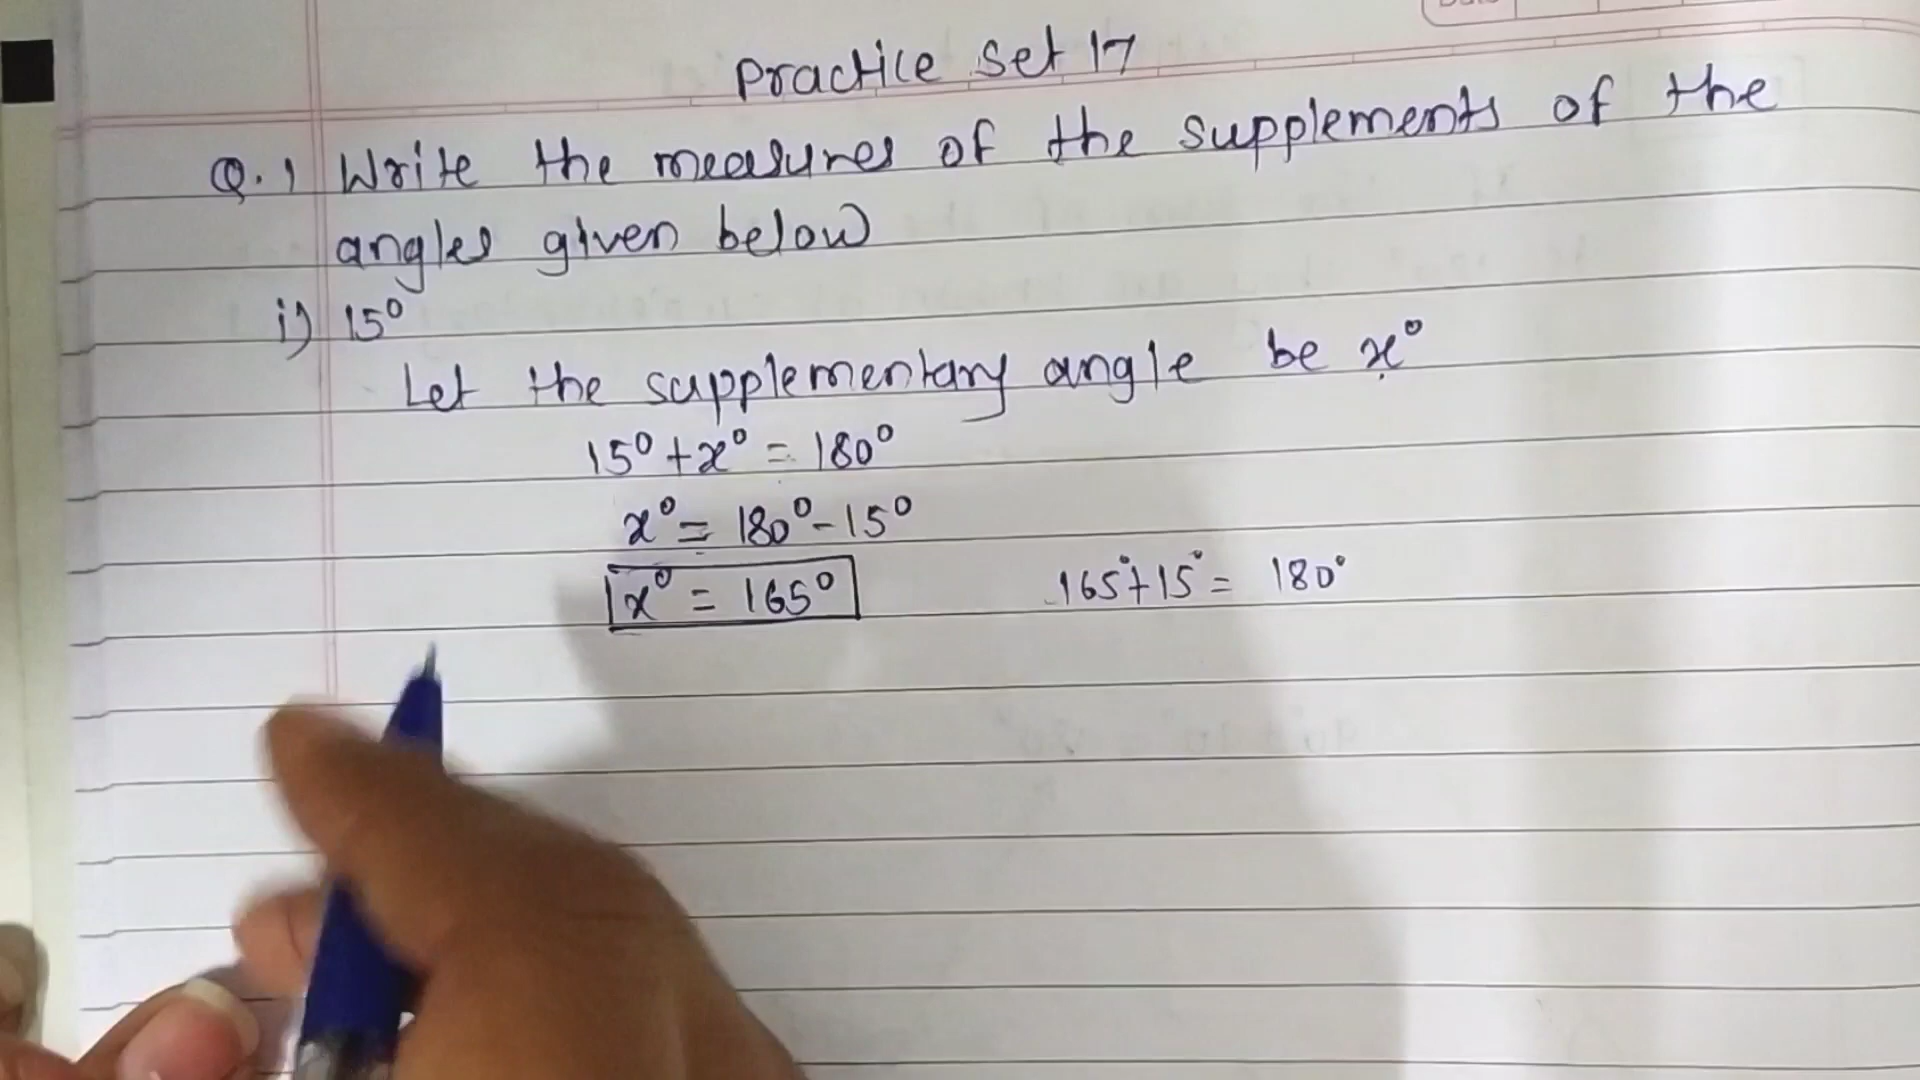 Practice Set 17
Q.1 Write the measures of the supplements of the
angles given below
i) 15°
Let the supplementary angle be x°
15° + x° = 180°
x° = 180° - 15°
x° = 165° 165° + 15° = 180°